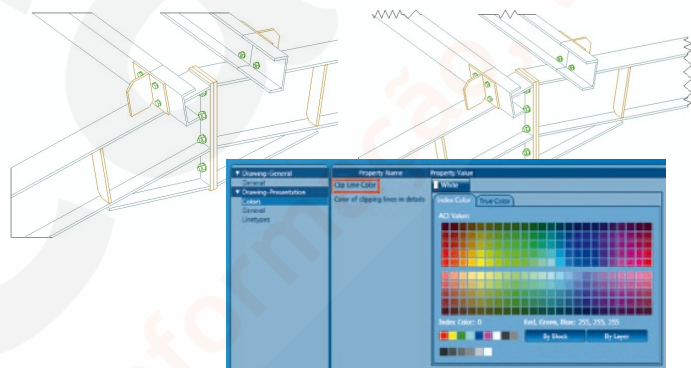 ▼ Drawing-General
General
▼ Drawing-Presentation
Colors
General
Linetypes
Property Name
Property Value
Clip Line Color
White
Color of clipping lines in details
Index Color
True Color
ACI Value:
Index Color: 0
Red, Green, Blue: 255, 255, 255
By Block
By Layer